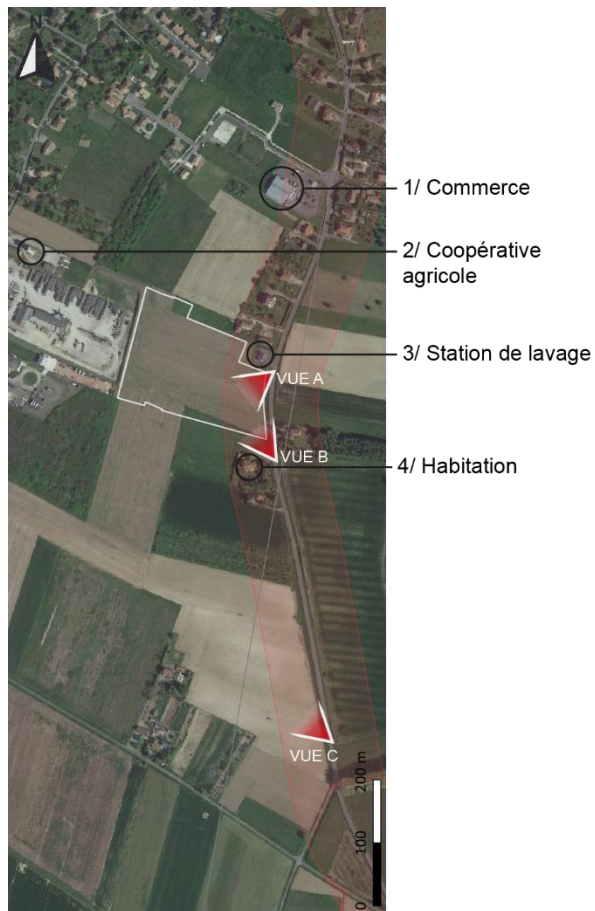 N
1/ Commerce
2/ Coopérative
agricole
3/ Station de lavage
VUE A
VUE B
4/ Habitation
VUE C
0 100 200 m